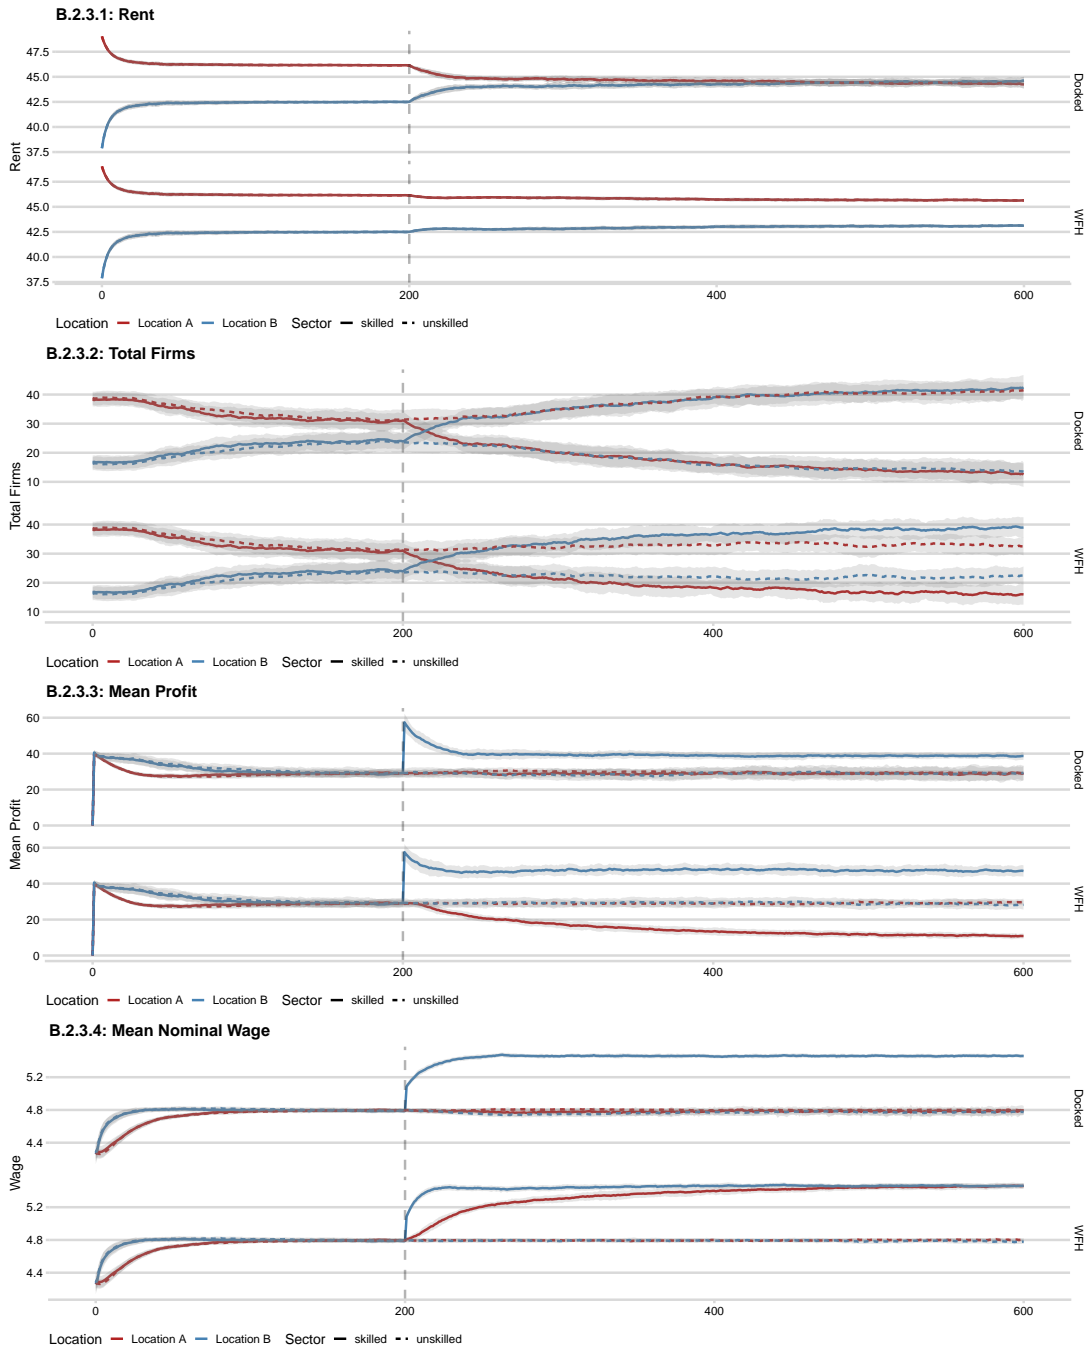 B.2.3.1: Rent
47.5
45.0
42.5
40.0
37.5
Docked
Rent
47.5
45.0
42.5
40.0
37.5
WFH
0 200 400 600
Location Location A Location B Sector skilled unskilled
B.2.3.2: Total Firms
40
30
20
10
Docked
Total Firms
40
30
20
10
WFH
0 200 400 600
Location Location A Location B Sector skilled unskilled
B.2.3.3: Mean Profit
60
40
20
0
Docked
Mean Profit
60
40
20
0
WFH
0 200 400 600
Location Location A Location B Sector skilled unskilled
B.2.3.4: Mean Nominal Wage
5.2
4.8
4.4
Docked
Wage
5.2
4.8
4.4
WFH
0 200 400 600
Location Location A Location B Sector skilled unskilled